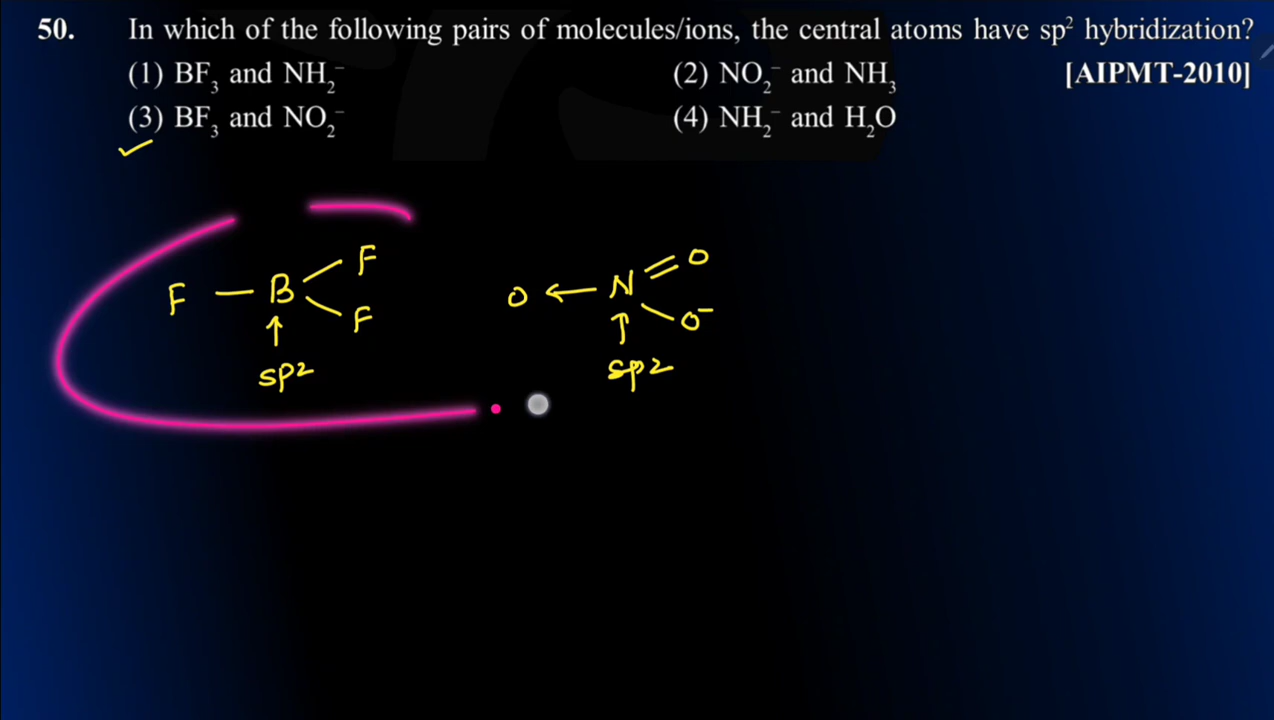 50. In which of the following pairs of molecules/ions, the central atoms have sp² hybridization?
(1) BF₃ and NH₂⁻ (2) NO₂⁻ and NH₃ [AIPMT-2010]
(3) BF₃ and NO₂⁻ (4) NH₂⁻ and H₂O
F — B F F O ← N = O O⁻
↑ ↑
sp² sp²